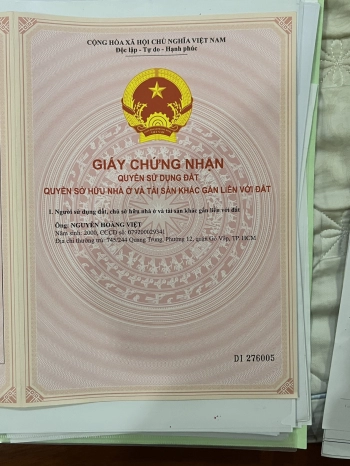 CỘNG HÒA XÃ HỘI CHỦ NGHĨA VIỆT NAM
Độc lập - Tự do - Hạnh phúc
GIẤY CHỨNG NHẬN
QUYỀN SỬ DỤNG ĐẤT
QUYỀN SỞ HỮU NHÀ Ở VÀ TÀI SẢN KHÁC GẮN LIỀN VỚI ĐẤT
1. Người sử dụng đất, chủ sở hữu nhà ở và tài sản khác gắn liền với đất
Ông: NGUYỄN HOÀNG VIỆT
Năm sinh: 2000, CCCD số:
Địa chỉ thường trú: 745/244 Quang Trung, Phường 12, quận Gò Vấp, TP.HCM.
DI 276005